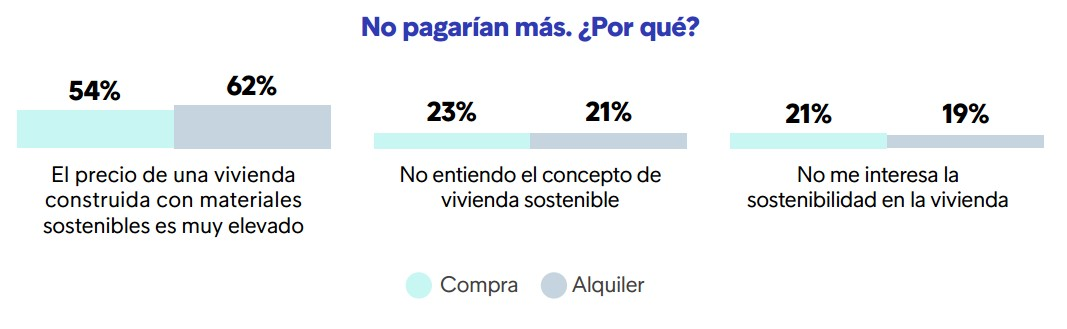 No pagarían más. ¿Por qué?
54%
62%
El precio de una vivienda
construida con materiales
sostenibles es muy elevado
23%
21%
No entiendo el concepto de
vivienda sostenible
21%
19%
No me interesa la
sostenibilidad en la vivienda
Compra
Alquiler